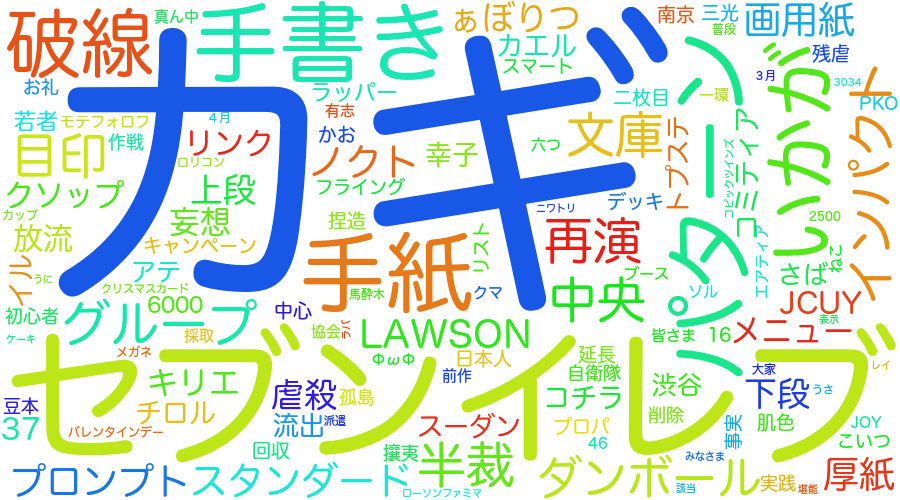 破線
手書き
カギ
真ん中
ぁぼりつ
南京
三光
普段
画用紙
カエル
スマート
残虐
お礼
ラッパー
3月
3034
PKO
二枚目
一環
有志
若者
モテフォロフ
4月
目印
作戦
リンク
かお
六つ
文庫
トプステ
コミティア
コピックツインズ
いかが
インパクト
ノクト
幸子
ロリコン
クソップ
上段
フライング
デッキ
ニワトリ
パターン
2500
カップ
妄想
捏造
放流
キャンペーン
手紙
リスト
再演
エアティア
ねこ
さば
うに
イル
アテ
クリスマスカード
馬酔木
クマ
ブース
ソル
6000
中央
JCUY
初心者
グループ
中心
LAWSON
協会
ラバ
採取
皆さま
16
メニュー
表示
ケーキ
メガネ
ΦωΦ
日本人
延長
セブンイレブン
キリエ
前作
自衛隊
大家
レイ
虐殺
孤島
コチラ
渋谷
下段
うさ
豆本
チロル
37
バレンタインデー
流出
派遣
スーダン
プロパ
削除
事実
肌色
JOY
こいつ
回収
攘夷
46
みなさま
半裁
プロンプト
スタンダード
ローソンファミマ
ダンボール
該当
実践
堪能
厚紙